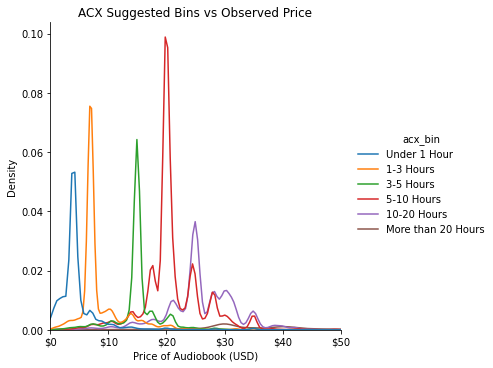 ACX Suggested Bins vs Observed Price
0.10
0.08
0.06
0.04
0.02
0.00
Density
$0 $10 $20 $30 $40 $50
Price of Audiobook (USD)
acx_bin
Under 1 Hour
1-3 Hours
3-5 Hours
5-10 Hours
10-20 Hours
More than 20 Hours